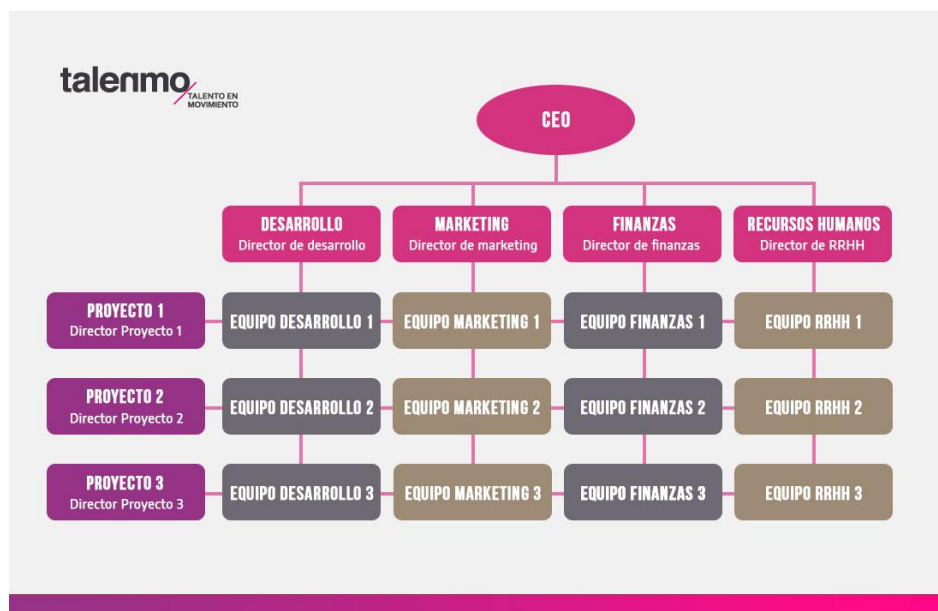 talenmo
TALENTO EN
MOVIMIENTO
CEO
DESARROLLO
Director de desarrollo
MARKETING
Director de marketing
FINANZAS
Director de finanzas
RECURSOS HUMANOS
Director de RRHH
PROYECTO 1
Director Proyecto 1
EQUIPO DESARROLLO 1
EQUIPO MARKETING 1
EQUIPO FINANZAS 1
EQUIPO RRHH 1
PROYECTO 2
Director Proyecto 2
EQUIPO DESARROLLO 2
EQUIPO MARKETING 2
EQUIPO FINANZAS 2
EQUIPO RRHH 2
PROYECTO 3
Director Proyecto 3
EQUIPO DESARROLLO 3
EQUIPO MARKETING 3
EQUIPO FINANZAS 3
EQUIPO RRHH 3